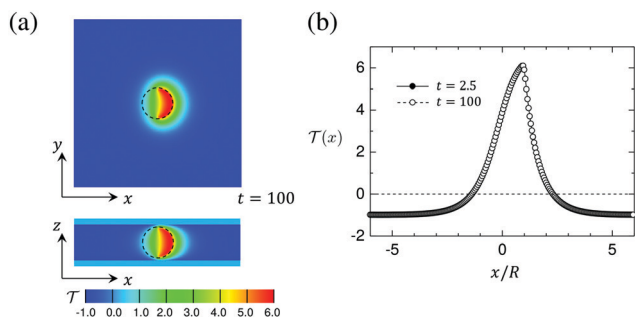 (a)
y
x
t = 100
z
x
𝒯
-1.0 0.0 1.0 2.0 3.0 4.0 5.0 6.0
(b)
6
4
2
0
-2
𝒯(x)
t = 2.5
t = 100
-5 0 5
x/R